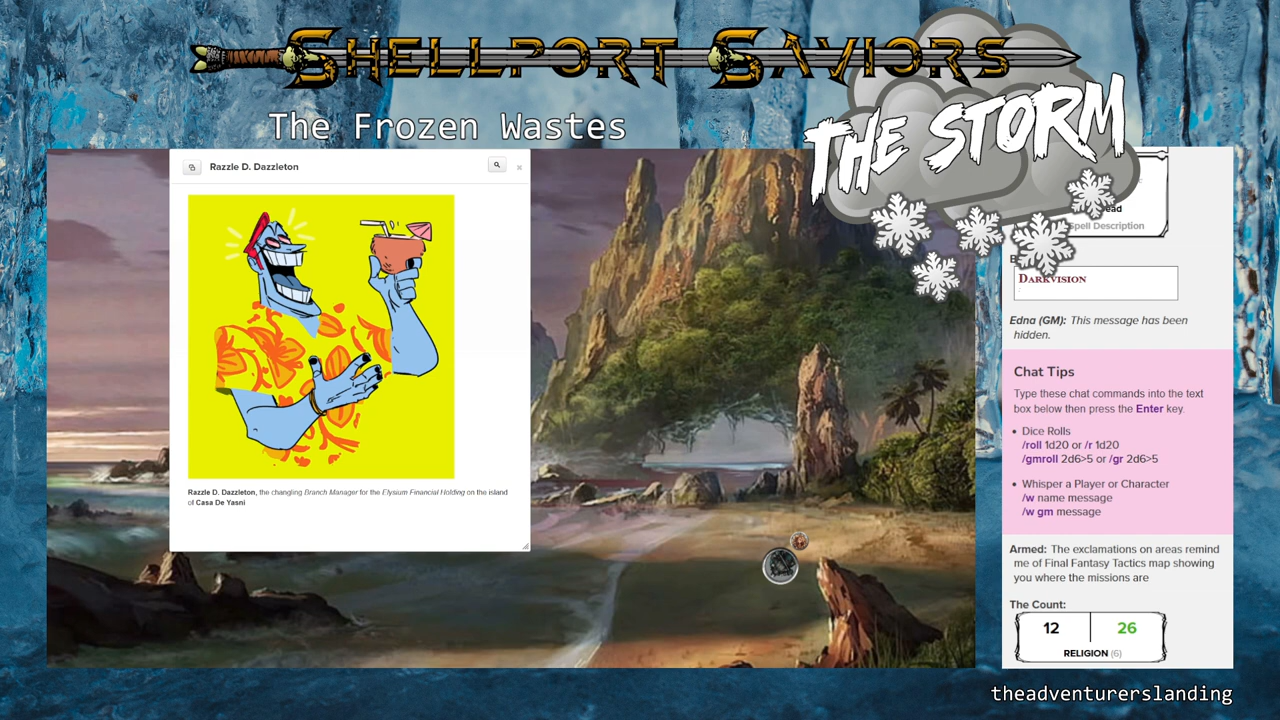 SHELLPORT SAVIORS
The Frozen Wastes
THE STORM
Razzle D. Dazzleton
Razzle D. Dazzleton, the changing Branch Manager for the Elysium Financial Holding on the island
of Casa De Yasni
Spell Description
DARKVISION
Edna (GM): This message has been
hidden.
Chat Tips
Type these chat commands into the text
box below then press the Enter key.
• Dice Rolls
/roll 1d20 or /r 1d20
/gmroll 2d6>5 or /gr 2d6>5
• Whisper a Player or Character
/w name message
/w gm message
Armed: The exclamations on areas remind
me of Final Fantasy Tactics map showing
you where the missions are
The Count:
12 26
RELIGION (6)
theadventurerslanding